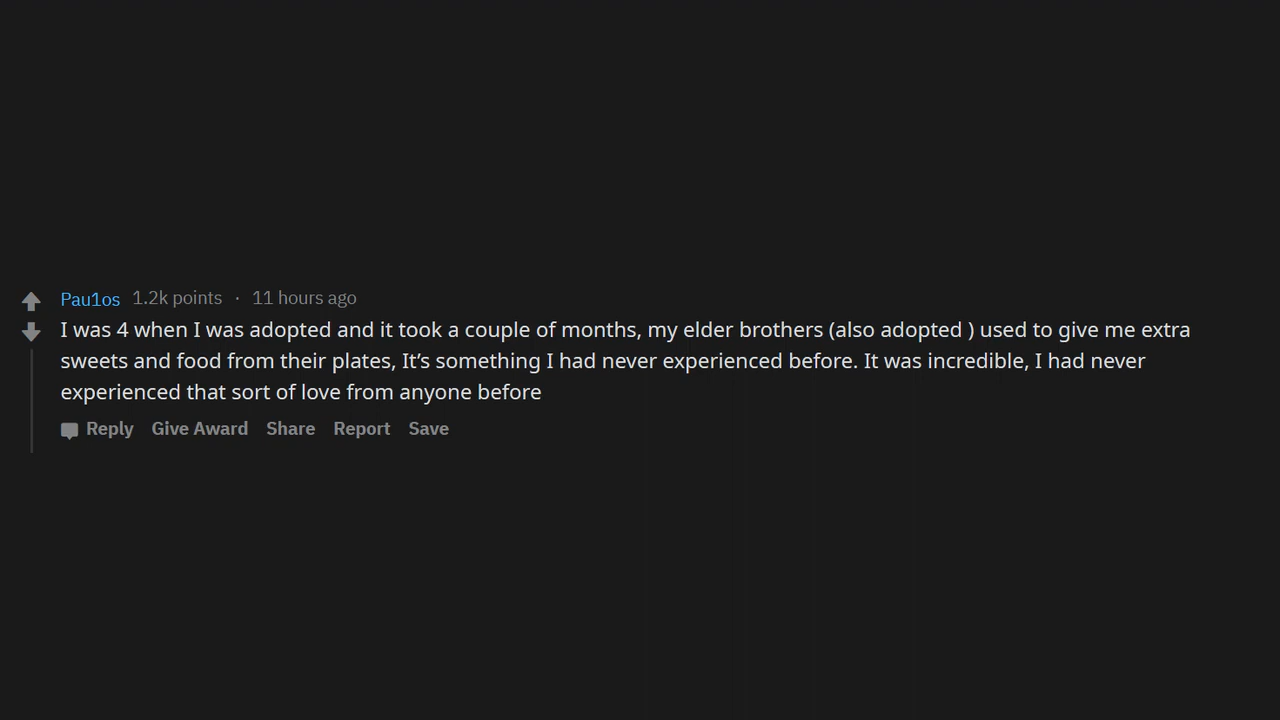 Pau1os 1.2k points · 11 hours ago
I was 4 when I was adopted and it took a couple of months, my elder brothers (also adopted ) used to give me extra
sweets and food from their plates, It’s something I had never experienced before. It was incredible, I had never
experienced that sort of love from anyone before
Reply Give Award Share Report Save